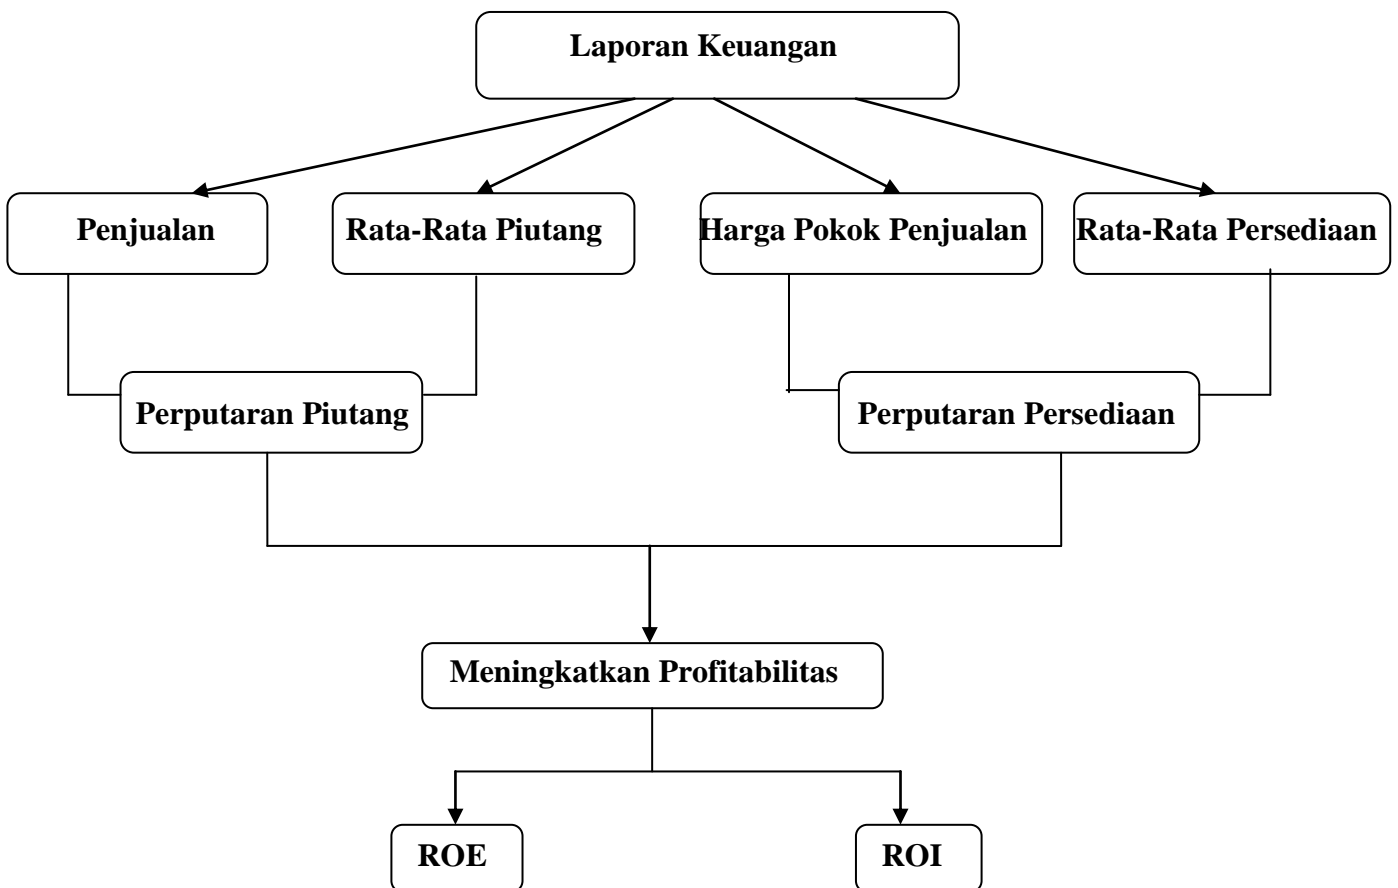 Laporan Keuangan
Penjualan
Rata-Rata Piutang
Harga Pokok Penjualan
Rata-Rata Persediaan
Perputaran Piutang
Perputaran Persediaan
Meningkatkan Profitabilitas
ROE
ROI